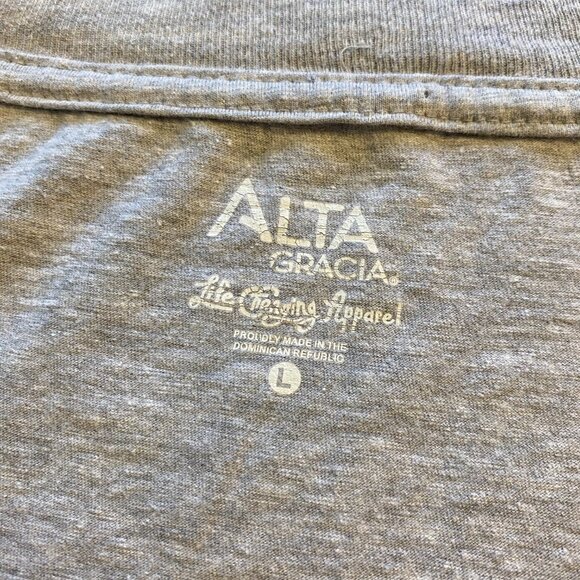 ALTA
GRACIA®
Life Changing Apparel
PROUDLY MADE IN THE
DOMINICAN REPUBLIC
L